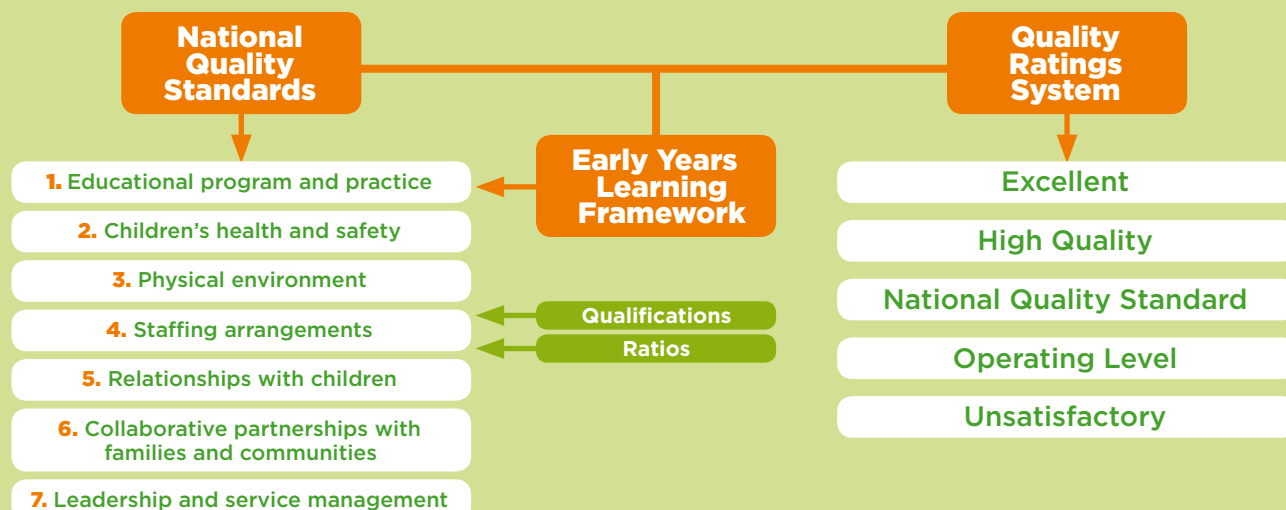 National
Quality
Standards
1. Educational program and practice
2. Children’s health and safety
3. Physical environment
4. Staffing arrangements
5. Relationships with children
6. Collaborative partnerships with
families and communities
7. Leadership and service management
Early Years
Learning
Framework
Qualifications
Ratios
Quality
Ratings
System
Excellent
High Quality
National Quality Standard
Operating Level
Unsatisfactory